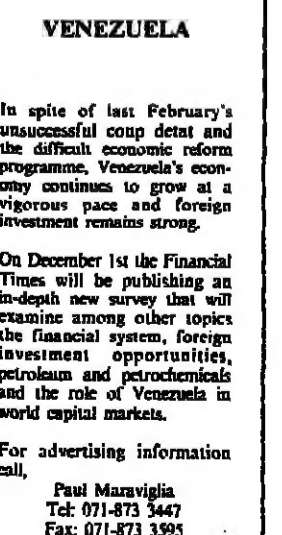 VENEZUELA
In spite of last February's
unsuccessful coup detat and
the difficult economic reform
programme, Venezuela's econ-
omy continues to grow at a
vigorous pace and foreign
investment remains strong.
On December 1st the Financial
Times will be publishing an
in-depth new survey that will
examine among other topics
the financial system, foreign
investment opportunities,
petroleum and petrochemicals
and the role of Venezuela in
world capital markets.
For advertising information
call,
Paul Maraviglia
Tel: 071-873 3447
Fax: 071-873 3595